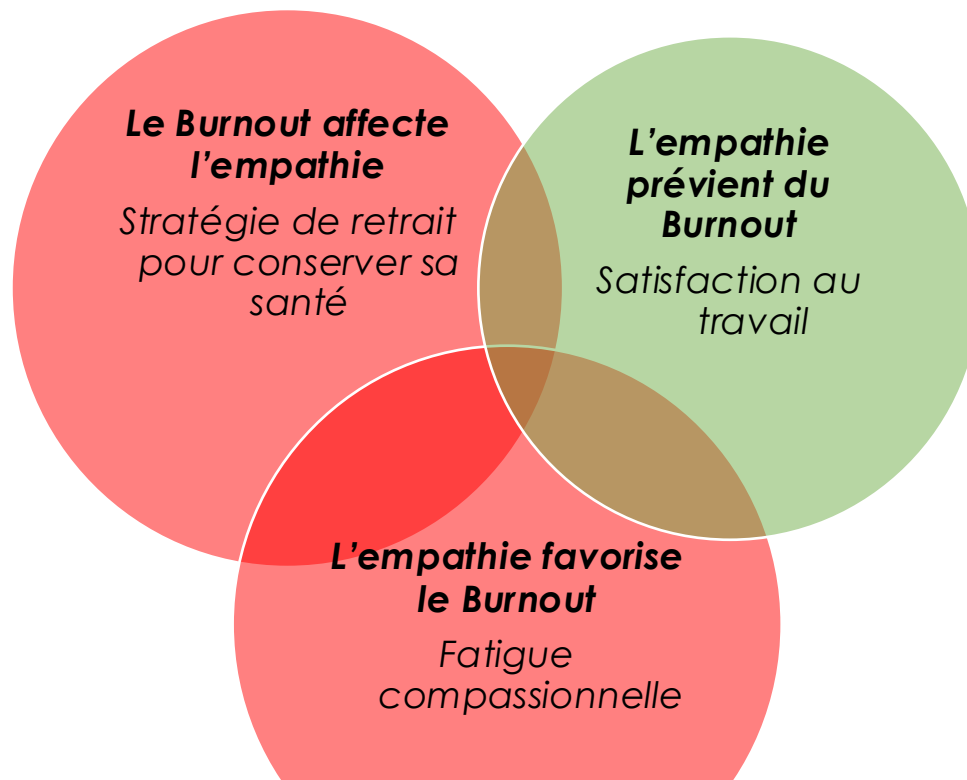 Le Burnout affecte
l’empathie
Stratégie de retrait
pour conserver sa
santé
L’empathie
prévient du
Burnout
Satisfaction au
travail
L’empathie favorise
le Burnout
Fatigue
compassionnelle